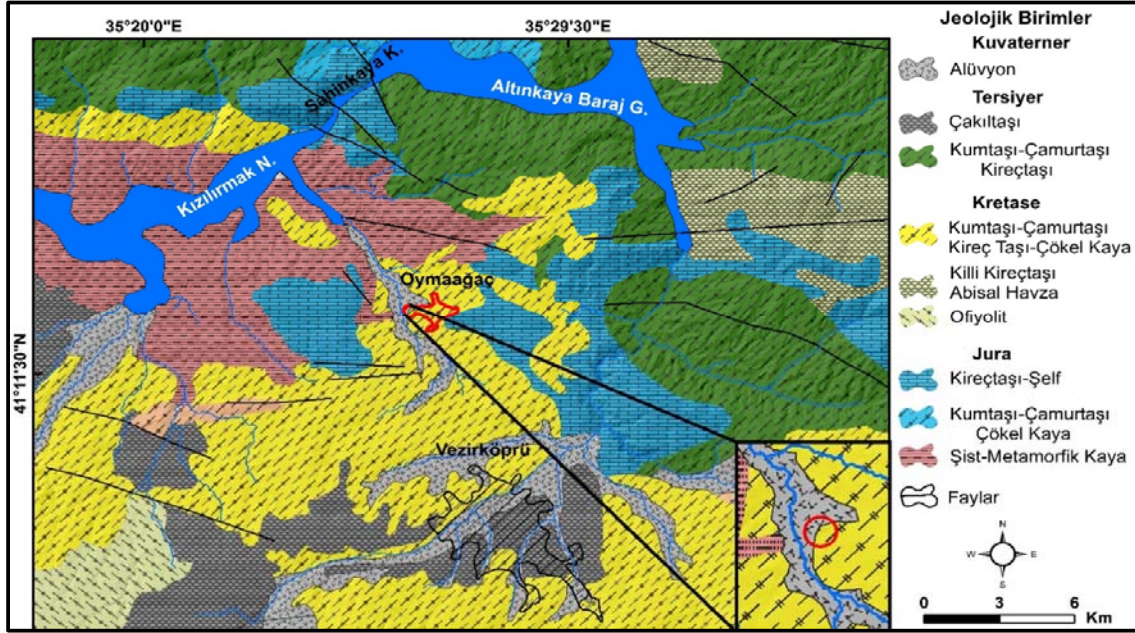 35°20'0"E
35°29'30"E
41°11'30"N
Şahinkaya K.
Altınkaya Baraj G.
Kızılırmak N.
Oymaağaç
Vezirköprü
Jeolojik Birimler
Kuvaterner
Alüvyon
Tersiyer
Çakıltaşı
Kumtaşı-Çamurtaşı
Kireçtaşı
Kretase
Kumtaşı-Çamurtaşı
Kireç Taşı-Çökel Kaya
Killi Kireçtaşı
Abisal Havza
Ofiyolit
Jura
Kireçtaşı-Şelf
Kumtaşı-Çamurtaşı
Çökel Kaya
Şist-Metamorfik Kaya
Faylar
N
W E
S
0 3 6
Km